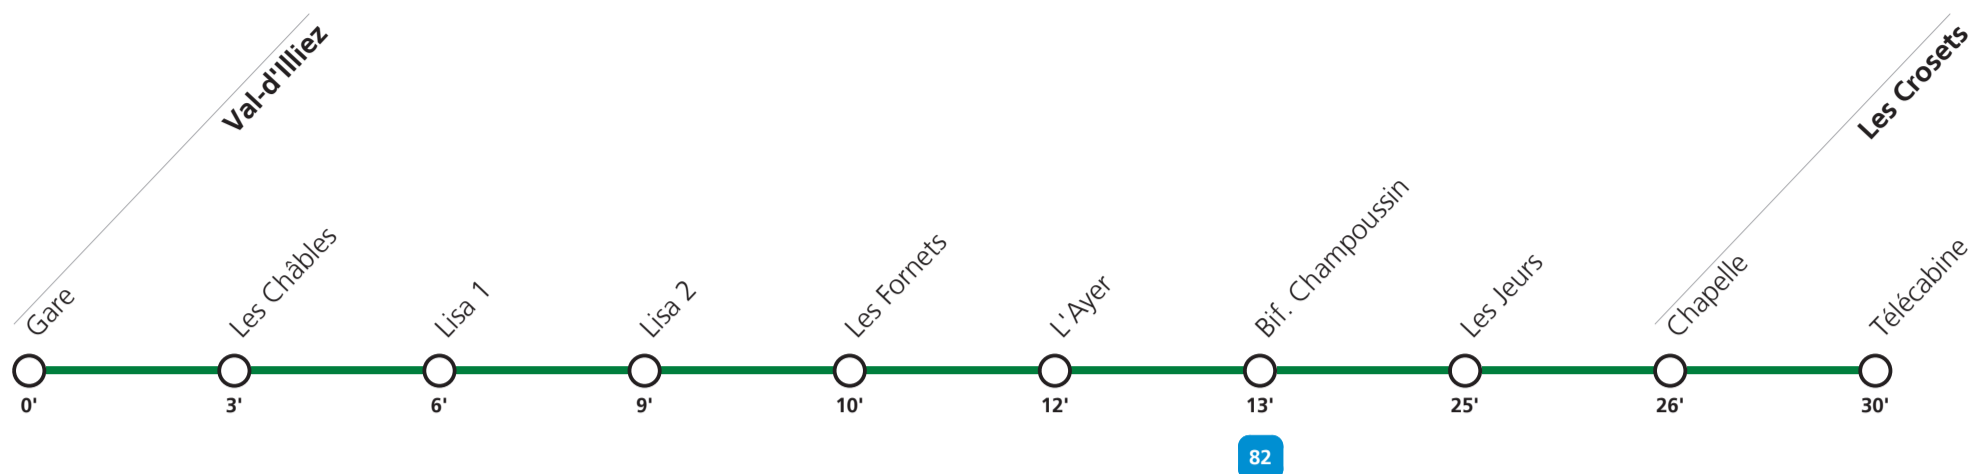 Val-d'Illiez
Les Crosets
Gare
Les Châbles
Lisa 1
Lisa 2
Les Fornets
L'Ayer
Bif. Champoussin
Les Jeurs
Chapelle
Télécabine
0'
3'
6'
9'
10'
12'
13'
25'
26'
30'
82